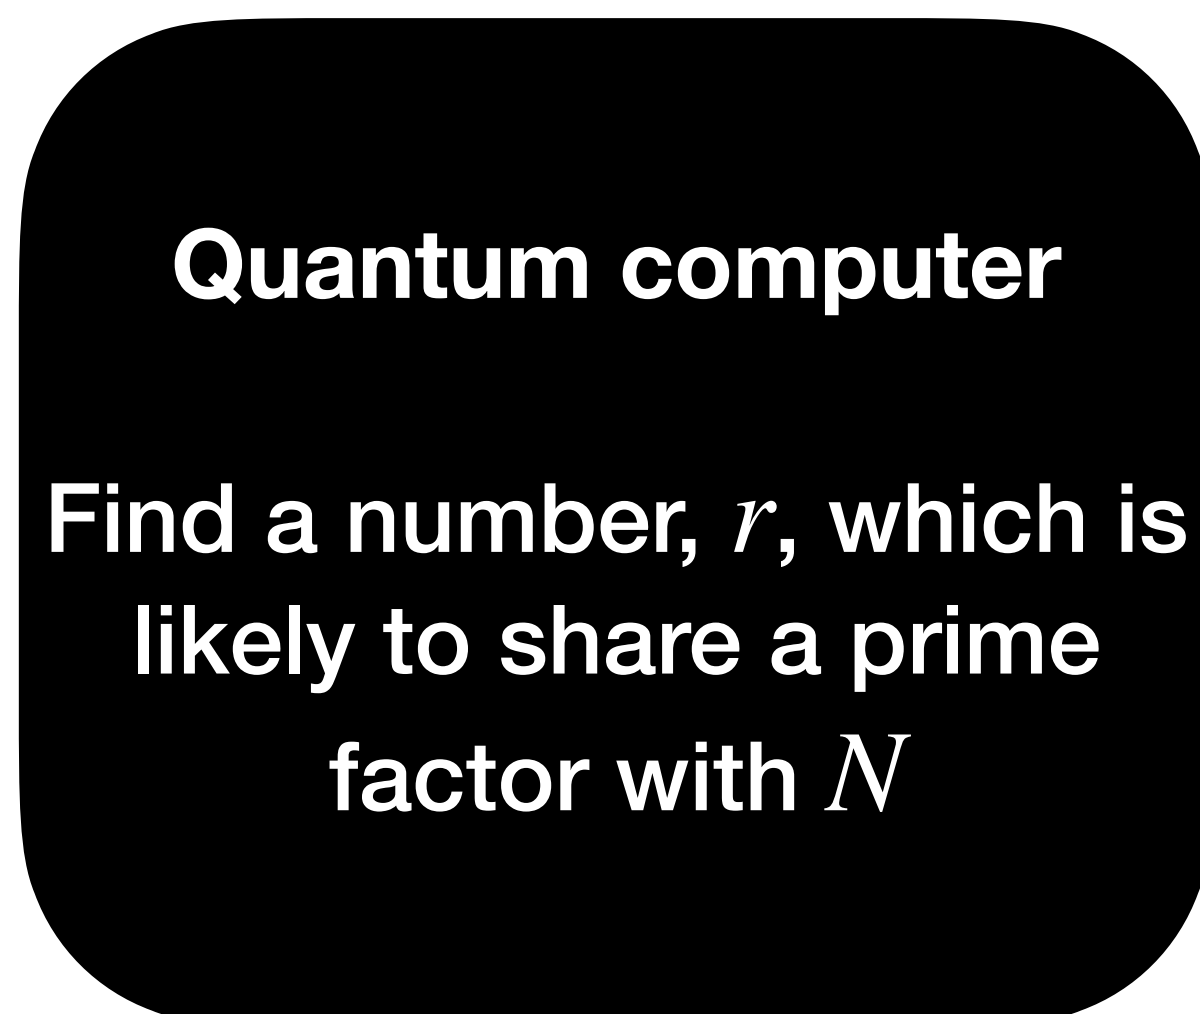 Quantum computer
Find a number, r, which is
likely to share a prime
factor with N